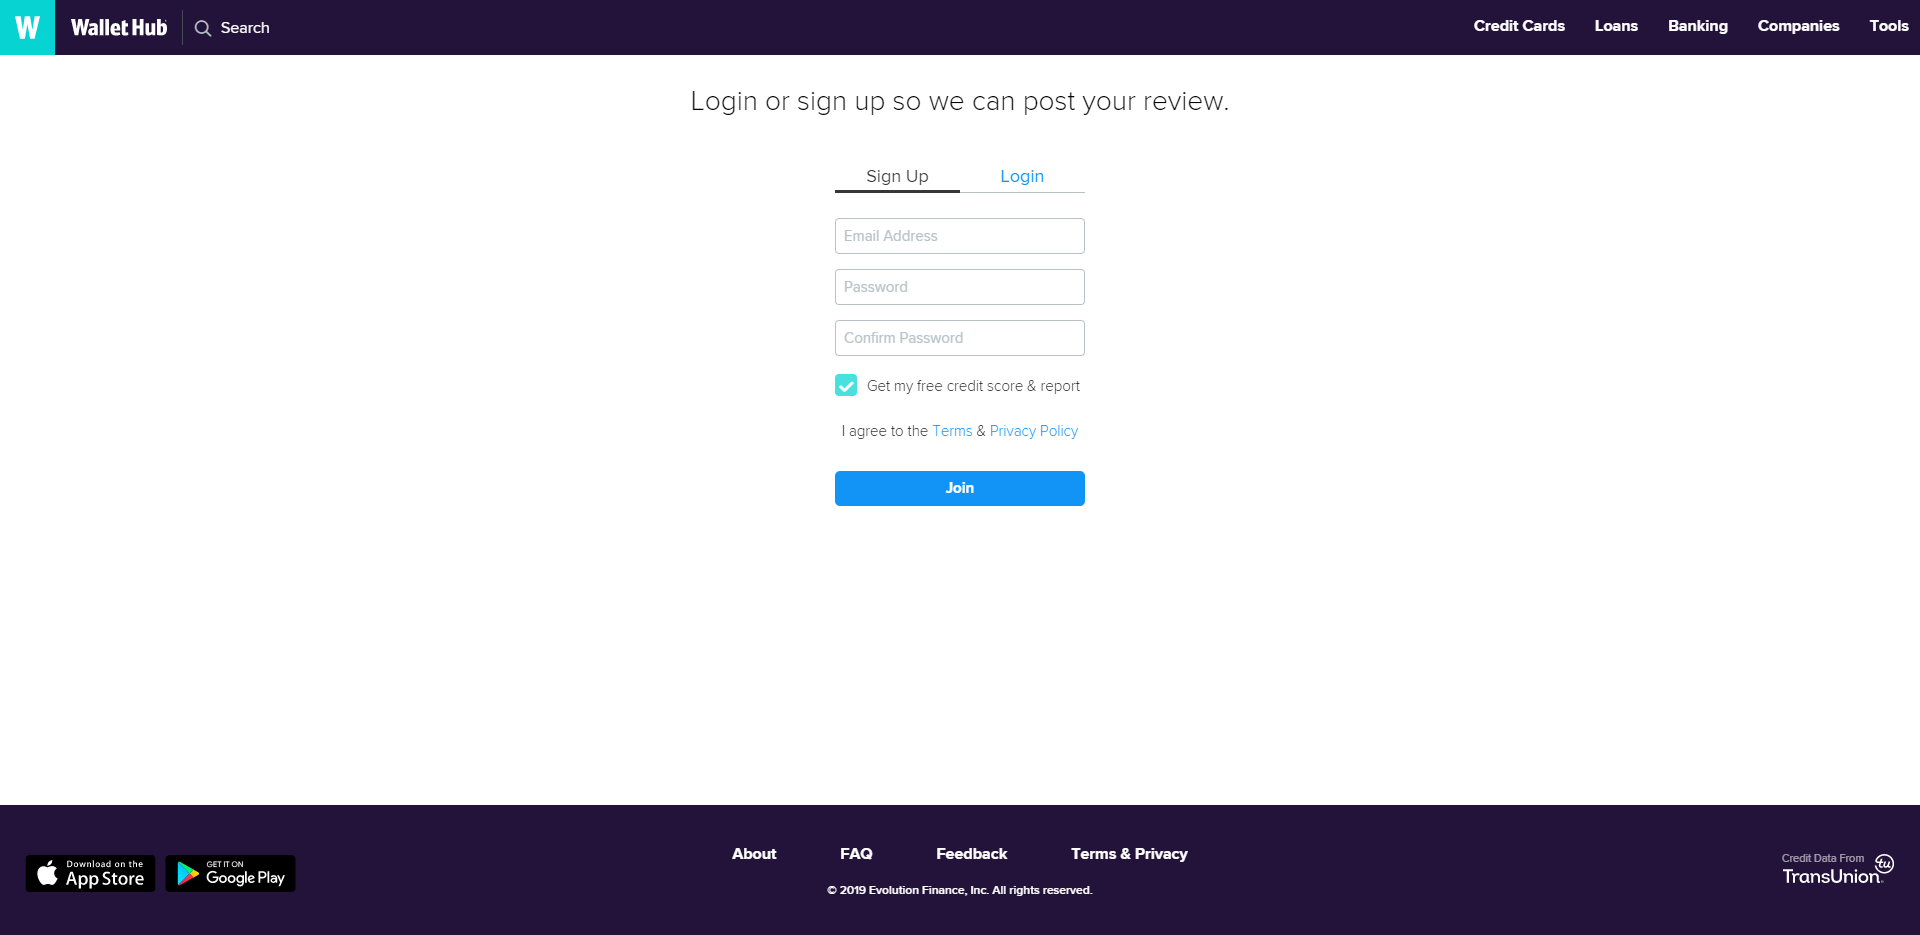 W Wallet Hub Search Credit Cards Loans Banking Companies Tools
Login or sign up so we can post your review.
Sign Up Login
Email Address
Password
Confirm Password
Get my free credit score & report
I agree to the Terms & Privacy Policy
Join
Download on the
App Store
GET IT ON
Google Play
About FAQ Feedback Terms & Privacy
© 2019 Evolution Finance, Inc. All rights reserved.
Credit Data From
TransUnion tu